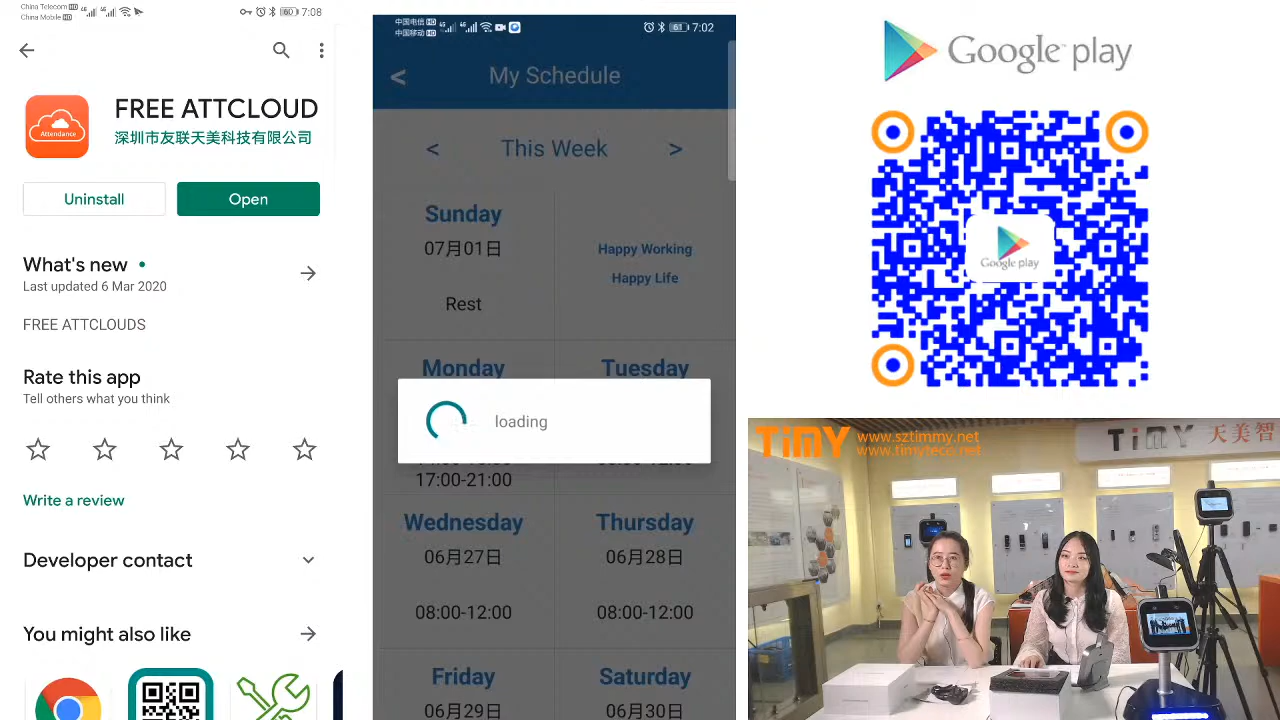 China Telecom HD
China Mobile HD
7:08
FREE ATTCLOUD
Attendance
深圳市友联天美科技有限公司
Uninstall
Open
What's new
Last updated 6 Mar 2020
FREE ATTCLOUDS
Rate this app
Tell others what you think
Write a review
Developer contact
You might also like
中国电信 HD
中国移动 HD
7:02
< My Schedule
< This Week >
Sunday
07月01日
Rest
Happy Working
Happy Life
Monday
Tuesday
loading
17:00-21:00
Wednesday
Thursday
06月27日
06月28日
08:00-12:00
08:00-12:00
Friday
Saturday
06月29日
06月30日
Google play
Google play
TIMY www.sztimmy.net
www.timytece.net
TIMY 天美智